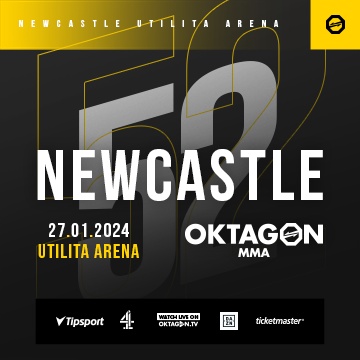 NEWCASTLE UTILITA ARENA
52
NEWCASTLE
27.01.2024
UTILITA ARENA
OKTAGON
MMA
Tipsport
4
WATCH LIVE ON
OKTAGON.TV
DAZN
ticketmaster